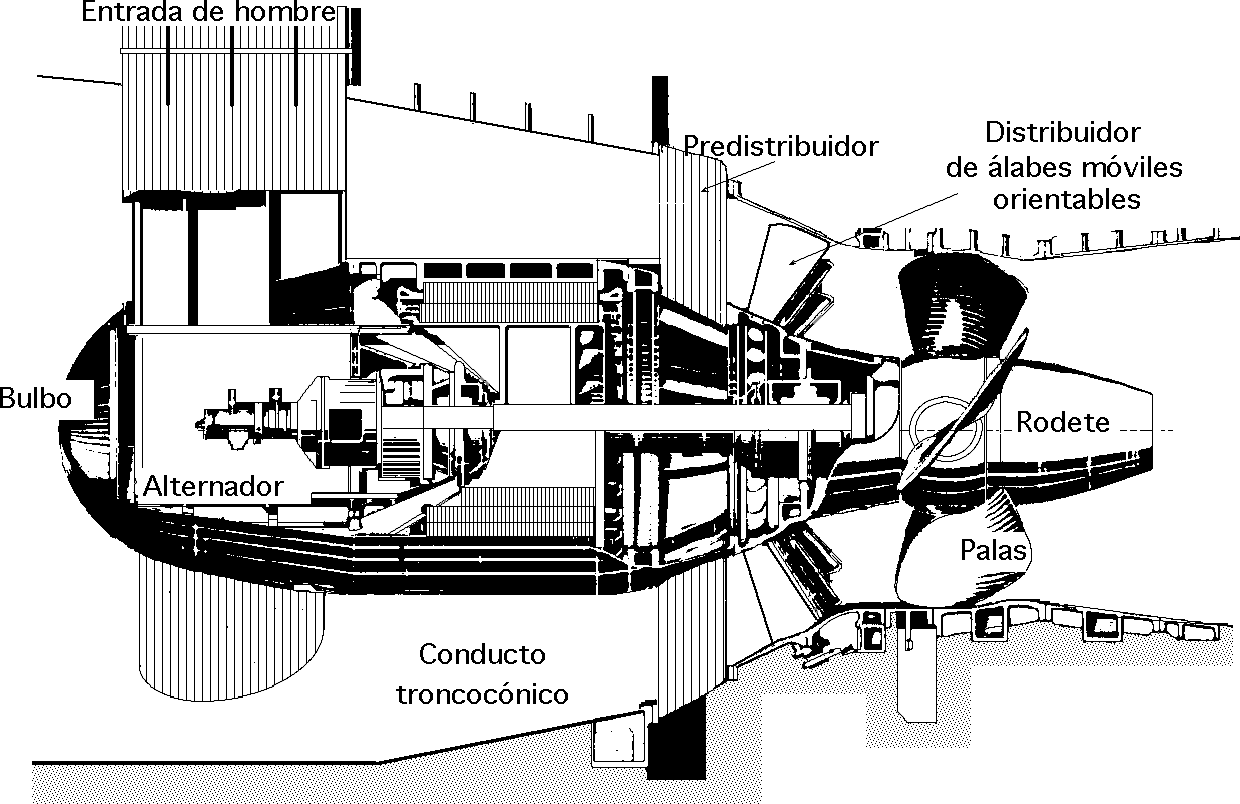 Entrada de hombre
Predistribuidor
Distribuidor
de álabes móviles
orientables
Bulbo
Rodete
Alternador
Palas
Conducto
troncocónico